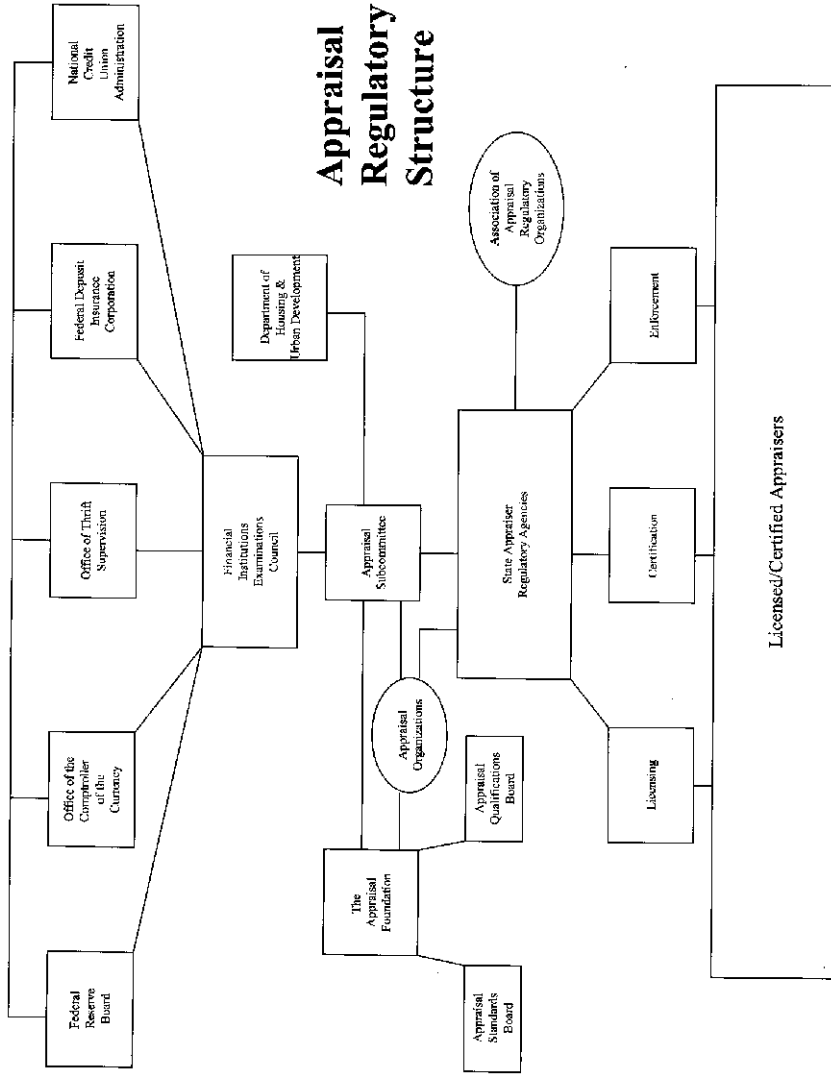 Appraisal
Regulatory
Structure
Federal
Reserve
Board
Office of the
Comptroller
of the
Currency
Office of Thrift
Supervision
Federal Deposit
Insurance
Corporation
National
Credit
Union
Administration
Financial
Institutions
Examinations
Council
Department of
Housing &
Urban Development
Appraisal
Subcommittee
The
Appraisal
Foundation
Appraisal
Organizations
Appraisal
Standards
Board
Appraisal
Qualifications
Board
State Appraiser
Regulatory Agencies
Association of
Appraisal
Regulatory
Organizations
Licensing
Certification
Enforcement
Licensed/Certified Appraisers